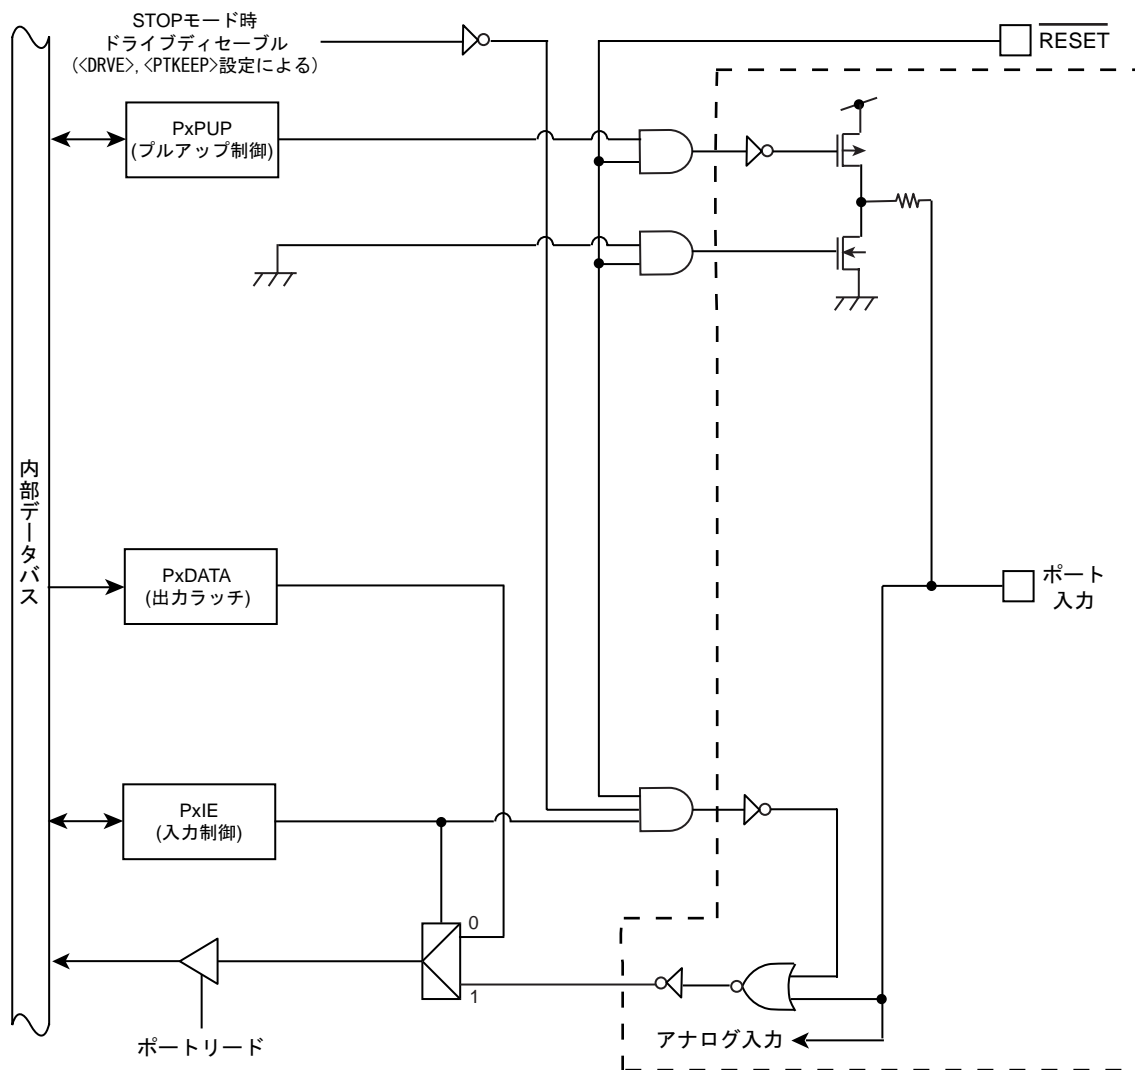 STOPモード時
ドライブディセーブル
(<DRVE>, <PTKEEP>設定による)
RESET
PxPUP
(プルアップ制御)
内部データバス
PxDATA
(出力ラッチ)
ポート
入力
PxIE
(入力制御)
0
1
アナログ入力
ポートリード